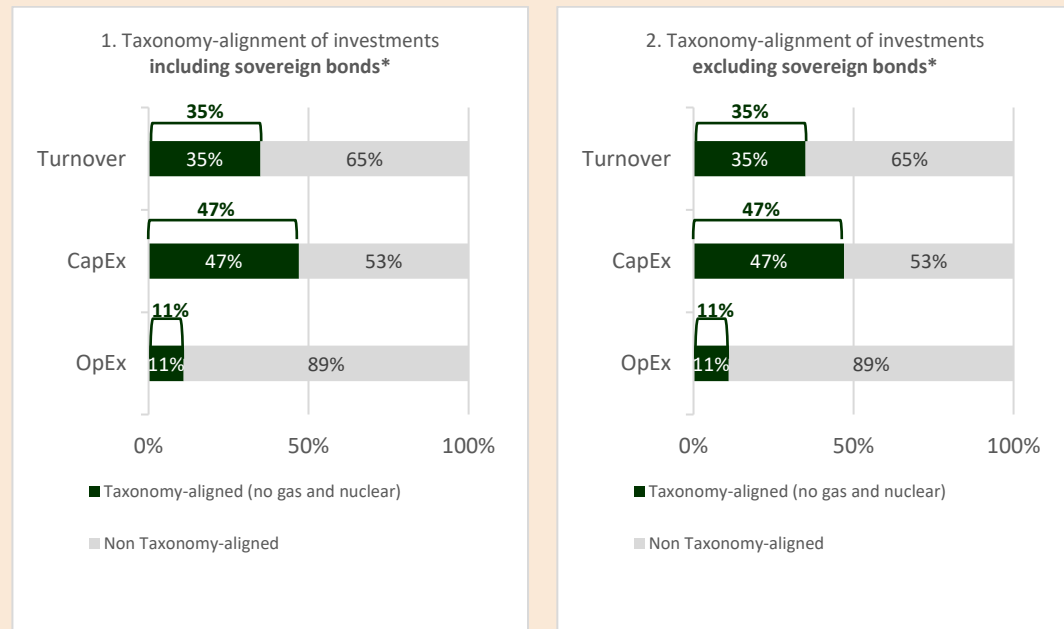 1. Taxonomy-alignment of investments
including sovereign bonds*
35%
Turnover
35%
65%
47%
CapEx
47%
53%
11%
OpEx
11%
89%
0%
50%
100%
Taxonomy-aligned (no gas and nuclear)
Non Taxonomy-aligned
2. Taxonomy-alignment of investments
excluding sovereign bonds*
35%
Turnover
35%
65%
47%
CapEx
47%
53%
11%
OpEx
11%
89%
0%
50%
100%
Taxonomy-aligned (no gas and nuclear)
Non Taxonomy-aligned